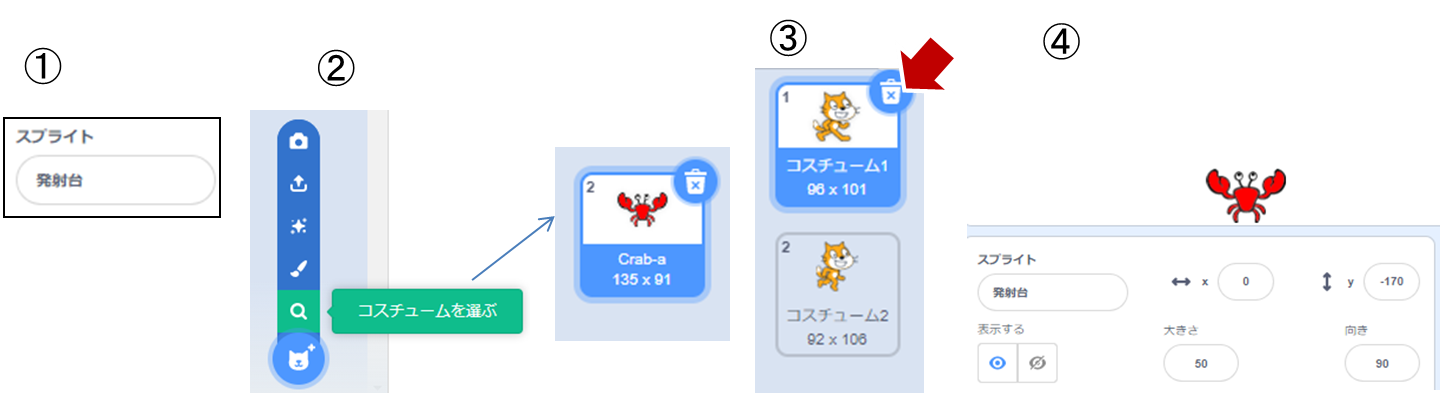 ①
スプライト
発射台
②
コスチュームを選ぶ
2
Crab-a
135 x 91
③
1
コスチューム1
96 x 101
2
コスチューム2
92 x 106
④
スプライト
発射台
x 0
y -170
表示する
大きさ
50
向き
90